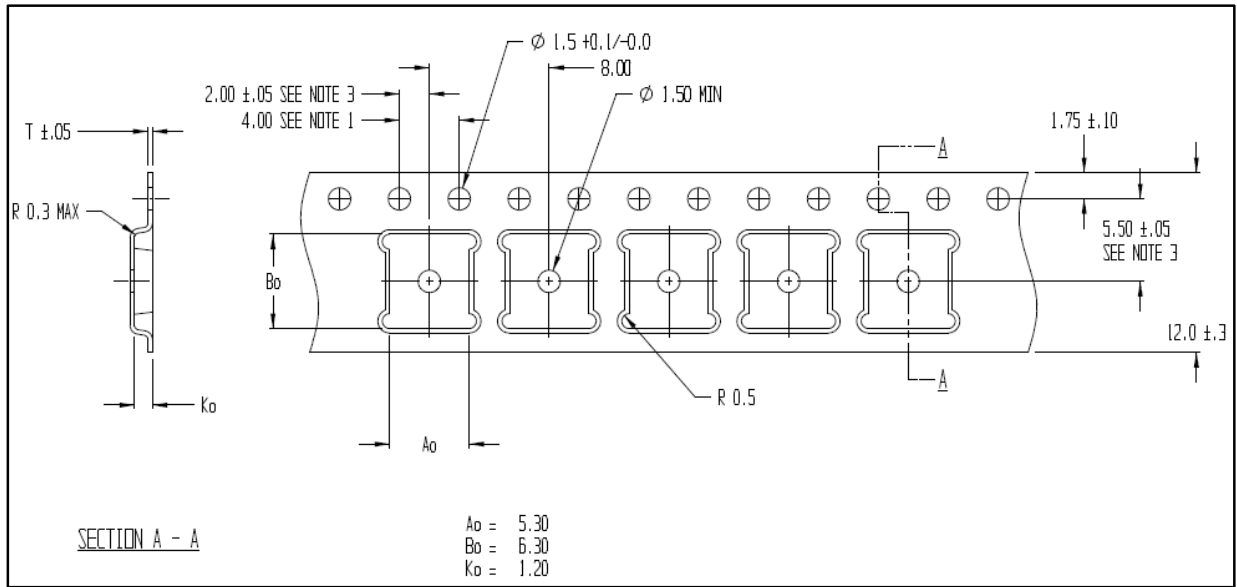 Ø 1.5 +0.1/-0.0
8.00
2.00 ±.05 SEE NOTE 3
Ø 1.50 MIN
4.00 SEE NOTE 1
T ±.05
1.75 ±.10
A
R 0.3 MAX
5.50 ±.05
SEE NOTE 3
Bo
12.0 ±.3
A
R 0.5
Ko
Ao
SECTION A - A
Ao = 5.30
Bo = 6.30
Ko = 1.20